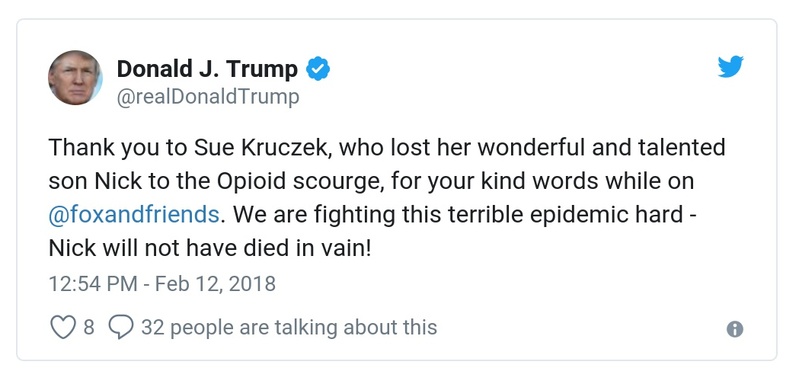 Donald J. Trump
@realDonaldTrump
Thank you to Sue Kruczek, who lost her wonderful and talented
son Nick to the Opioid scourge, for your kind words while on
@foxandfriends. We are fighting this terrible epidemic hard -
Nick will not have died in vain!
12:54 PM - Feb 12, 2018
8 32 people are talking about this